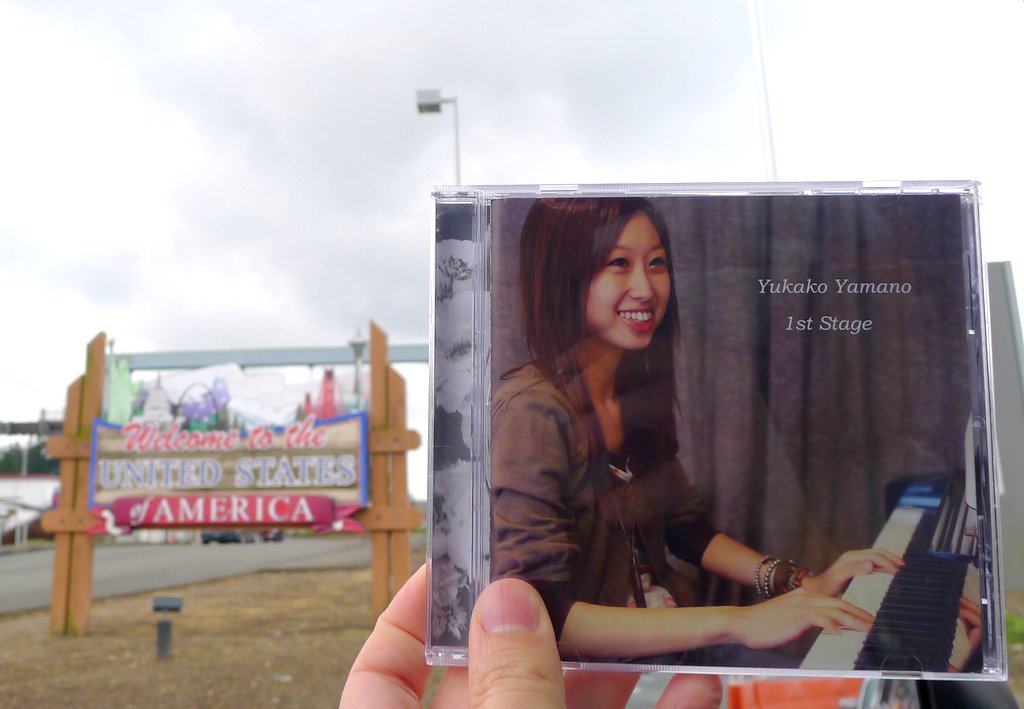 Welcome to the
UNITED STATES
of AMERICA
Yukako Yamano
1st Stage